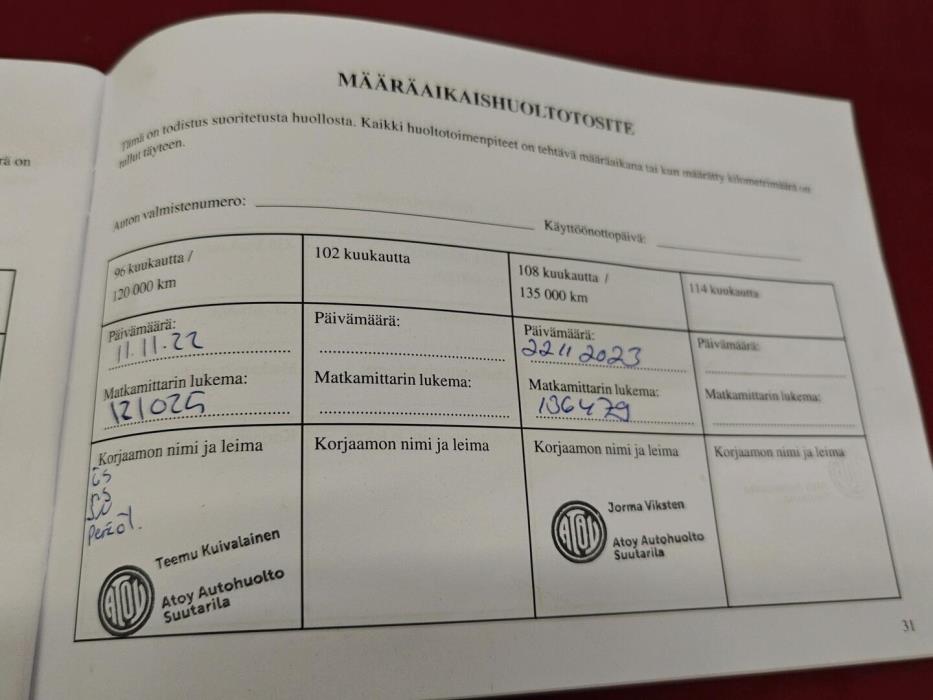 MÄÄRÄAIKAISHUOLTOTOSITE
Tämä on todistus suoritetusta huollosta. Kaikki huoltotoimenpiteet on tehtävä määräaikana tai kun määrätty kilometrimäärä on
tullut täyteen.
rä on
Auton valmistenumero:
Käyttöönottopäivä:
96 kuukautta /
120 000 km
102 kuukautta
108 kuukautta /
135 000 km
114 kuukautta
Päivämäärä:
11.11.22
Päivämäärä:
Päivämäärä:
22 11 2023
Päivämäärä:
Matkamittarin lukema:
121025
Matkamittarin lukema:
Matkamittarin lukema:
136479
Matkamittarin lukema:
Korjaamon nimi ja leima
Teemu Kuivalainen
ATOY
Atoy Autohuolto
Suutarila
Korjaamon nimi ja leima
Korjaamon nimi ja leima
Jorma Viksten
ATOY
Atoy Autohuolto
Suutarila
Korjaamon nimi ja leima
31